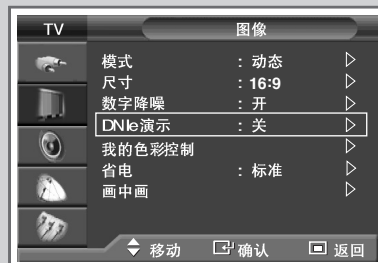 TV 图像
模式 : 动态
尺寸 : 16:9
数字降噪 : 开
DNIe演示 : 关
我的色彩控制
省电 : 标准
画中画
移动 确认 返回